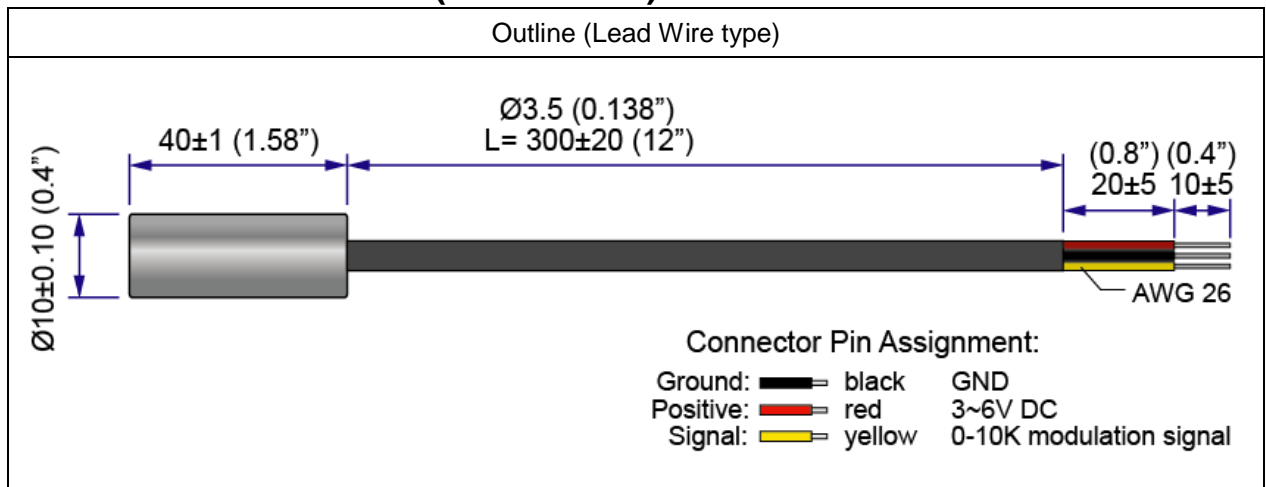 Outline (Lead Wire type)
Ø3.5 (0.138”)
40±1 (1.58”)
L= 300±20 (12”)
(0.8”) (0.4”)
20±5 10±5
Ø10±0.10 (0.4”)
AWG 26
Connector Pin Assignment:
Ground: black GND
Positive: red 3~6V DC
Signal: yellow 0-10K modulation signal